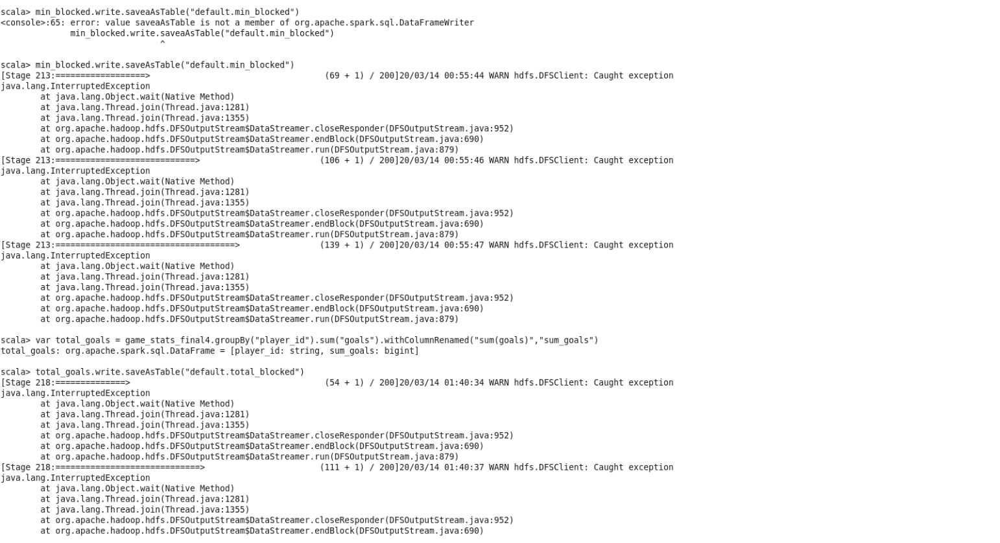 scala> min_blocked.write.saveaAsTable("default.min_blocked")
<console>:65: error: value saveaAsTable is not a member of org.apache.spark.sql.DataFrameWriter
              min_blocked.write.saveaAsTable("default.min_blocked")
                                ^
scala> min_blocked.write.saveAsTable("default.min_blocked")
[Stage 213:==================>                                   (69 + 1) / 200]20/03/14 00:55:44 WARN hdfs.DFSClient: Caught exception
java.lang.InterruptedException
        at java.lang.Object.wait(Native Method)
        at java.lang.Thread.join(Thread.java:1281)
        at java.lang.Thread.join(Thread.java:1355)
        at org.apache.hadoop.hdfs.DFSOutputStream$DataStreamer.closeResponder(DFSOutputStream.java:952)
        at org.apache.hadoop.hdfs.DFSOutputStream$DataStreamer.endBlock(DFSOutputStream.java:690)
        at org.apache.hadoop.hdfs.DFSOutputStream$DataStreamer.run(DFSOutputStream.java:879)
[Stage 213:============================>                        (106 + 1) / 200]20/03/14 00:55:46 WARN hdfs.DFSClient: Caught exception
java.lang.InterruptedException
        at java.lang.Object.wait(Native Method)
        at java.lang.Thread.join(Thread.java:1281)
        at java.lang.Thread.join(Thread.java:1355)
        at org.apache.hadoop.hdfs.DFSOutputStream$DataStreamer.closeResponder(DFSOutputStream.java:952)
        at org.apache.hadoop.hdfs.DFSOutputStream$DataStreamer.endBlock(DFSOutputStream.java:690)
        at org.apache.hadoop.hdfs.DFSOutputStream$DataStreamer.run(DFSOutputStream.java:879)
[Stage 213:====================================>                (139 + 1) / 200]20/03/14 00:55:47 WARN hdfs.DFSClient: Caught exception
java.lang.InterruptedException
        at java.lang.Object.wait(Native Method)
        at java.lang.Thread.join(Thread.java:1281)
        at java.lang.Thread.join(Thread.java:1355)
        at org.apache.hadoop.hdfs.DFSOutputStream$DataStreamer.closeResponder(DFSOutputStream.java:952)
        at org.apache.hadoop.hdfs.DFSOutputStream$DataStreamer.endBlock(DFSOutputStream.java:690)
        at org.apache.hadoop.hdfs.DFSOutputStream$DataStreamer.run(DFSOutputStream.java:879)
scala> var total_goals = game_stats_final4.groupBy("player_id").sum("goals").withColumnRenamed("sum(goals)","sum_goals")
total_goals: org.apache.spark.sql.DataFrame = [player_id: string, sum_goals: bigint]
scala> total_goals.write.saveAsTable("default.total_blocked")
[Stage 218:==============>                                       (54 + 1) / 200]20/03/14 01:40:34 WARN hdfs.DFSClient: Caught exception
java.lang.InterruptedException
        at java.lang.Object.wait(Native Method)
        at java.lang.Thread.join(Thread.java:1281)
        at java.lang.Thread.join(Thread.java:1355)
        at org.apache.hadoop.hdfs.DFSOutputStream$DataStreamer.closeResponder(DFSOutputStream.java:952)
        at org.apache.hadoop.hdfs.DFSOutputStream$DataStreamer.endBlock(DFSOutputStream.java:690)
        at org.apache.hadoop.hdfs.DFSOutputStream$DataStreamer.run(DFSOutputStream.java:879)
[Stage 218:=============================>                       (111 + 1) / 200]20/03/14 01:40:37 WARN hdfs.DFSClient: Caught exception
java.lang.InterruptedException
        at java.lang.Object.wait(Native Method)
        at java.lang.Thread.join(Thread.java:1281)
        at java.lang.Thread.join(Thread.java:1355)
        at org.apache.hadoop.hdfs.DFSOutputStream$DataStreamer.closeResponder(DFSOutputStream.java:952)
        at org.apache.hadoop.hdfs.DFSOutputStream$DataStreamer.endBlock(DFSOutputStream.java:690)